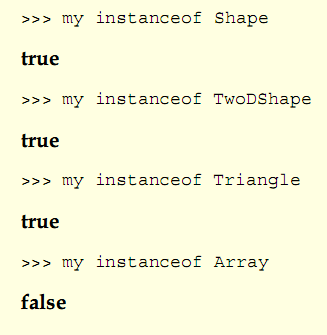 >>> my instanceof Shape
true
>>> my instanceof TwoDShape
true
>>> my instanceof Triangle
true
>>> my instanceof Array
false